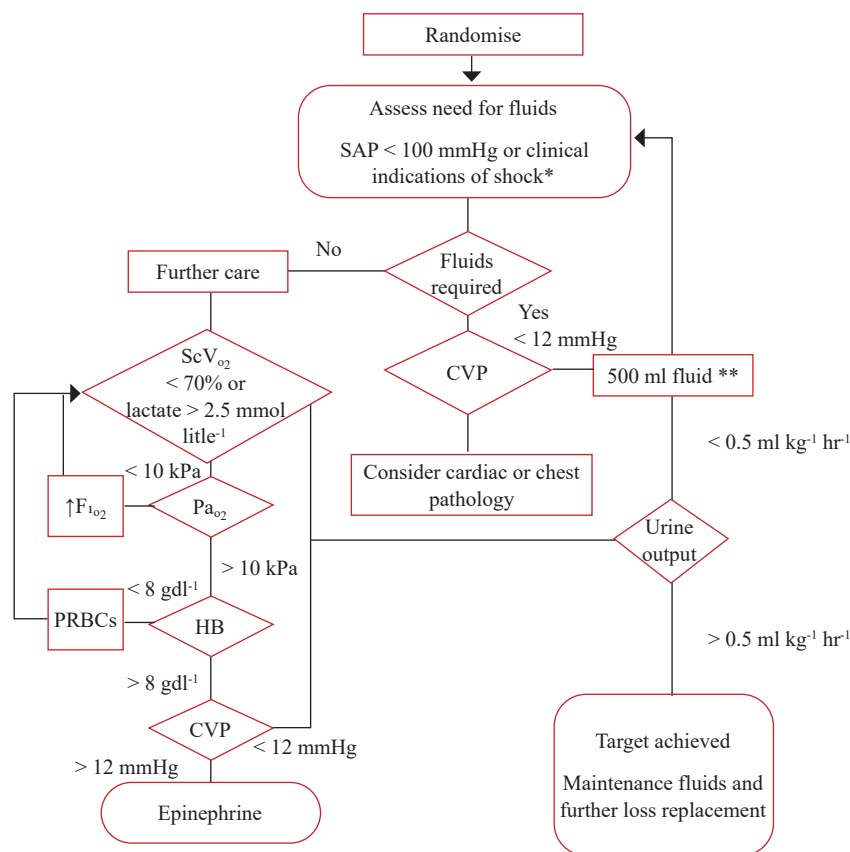 Randomise
Assess need for fluids
SAP < 100 mmHg or clinical
indications of shock*
No
Further care
Fluids
required
Yes
< 12 mmHg
CVP
500 ml fluid **
ScV₀₂
< 70% or
lactate > 2.5 mmol
litle⁻¹
Consider cardiac or chest
pathology
< 0.5 ml kg⁻¹ hr⁻¹
< 10 kPa
↑F₁₀₂
Pa₀₂
Urine
output
> 10 kPa
< 8 gdl⁻¹
PRBCs
HB
> 0.5 ml kg⁻¹ hr⁻¹
> 8 gdl⁻¹
CVP
< 12 mmHg
> 12 mmHg
Epinephrine
Target achieved
Maintenance fluids and
further loss replacement